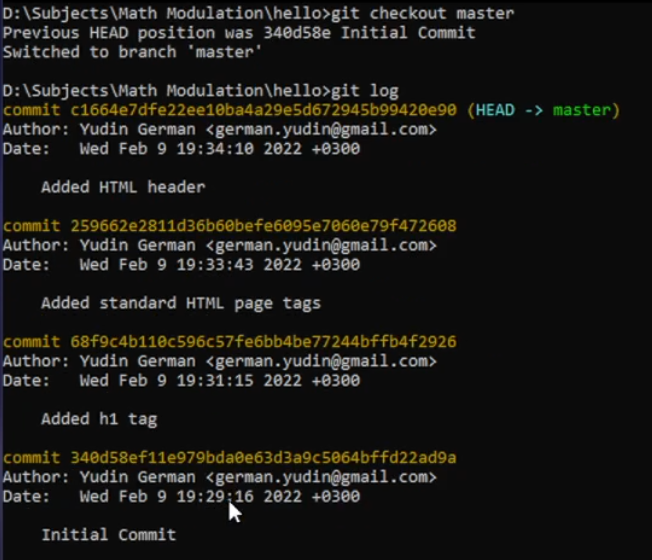 D:\Subjects\Math Modulation\hello>git checkout master
Previous HEAD position was 340d58e Initial Commit
Switched to branch 'master'
D:\Subjects\Math Modulation\hello>git log
commit c1664e7dfe22ee10ba4a29e5d672945b99420e90 (HEAD -> master)
Author: Yudin German <german.yudin@gmail.com>
Date:   Wed Feb 9 19:34:10 2022 +0300
    Added HTML header
commit 259662e2811d36b60befe6095e7060e79f472608
Author: Yudin German <german.yudin@gmail.com>
Date:   Wed Feb 9 19:33:43 2022 +0300
    Added standard HTML page tags
commit 68f9c4b110c596c57fe6bb4be77244bffb4f2926
Author: Yudin German <german.yudin@gmail.com>
Date:   Wed Feb 9 19:31:15 2022 +0300
    Added h1 tag
commit 340d58ef11e979bda0e63d3a9c5064bffd22ad9a
Author: Yudin German <german.yudin@gmail.com>
Date:   Wed Feb 9 19:29:16 2022 +0300
    Initial Commit